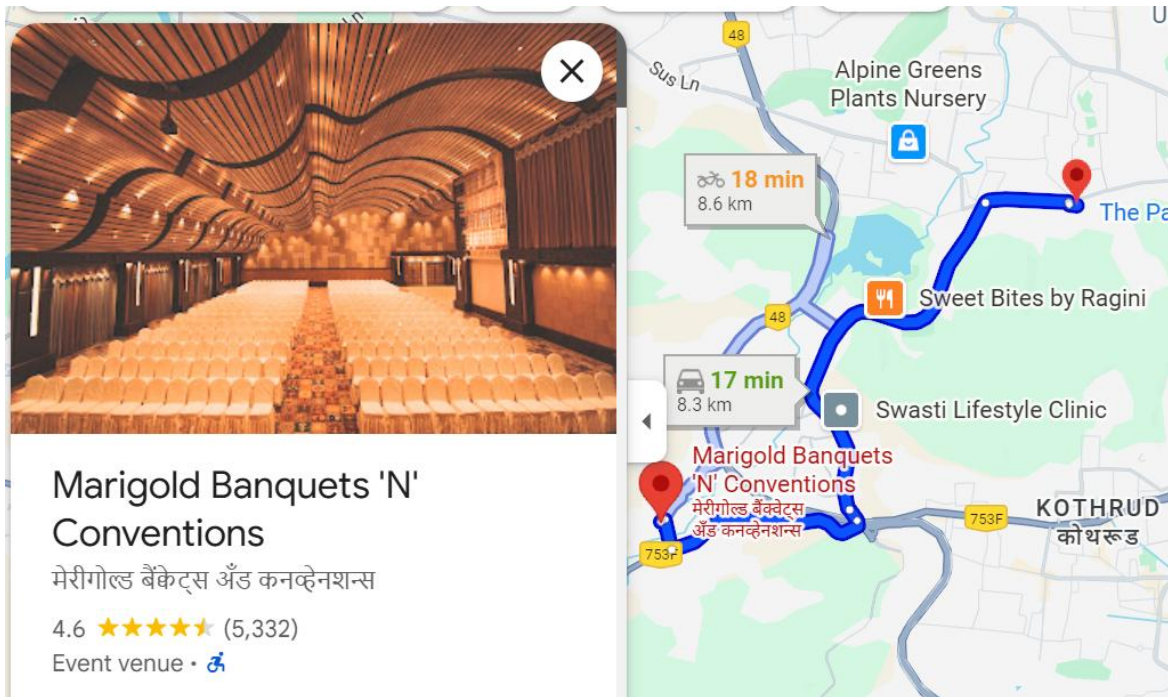 Marigold Banquets 'N'
Conventions
मेरीगोल्ड बँकेट्स अँड कनव्हेनशन्स
4.6
(5,332)
Event venue ·
48
Sus Ln
Alpine Greens
Plants Nursery
18 min
8.6 km
The Pa
Sweet Bites by Ragini
48
17 min
8.3 km
Swasti Lifestyle Clinic
Marigold Banquets
'N' Conventions
मेरीगोल्ड बँक्वेट्स
अँड कनव्हेनशन्स
753F
KOTHRUD
कोथरूड
753F